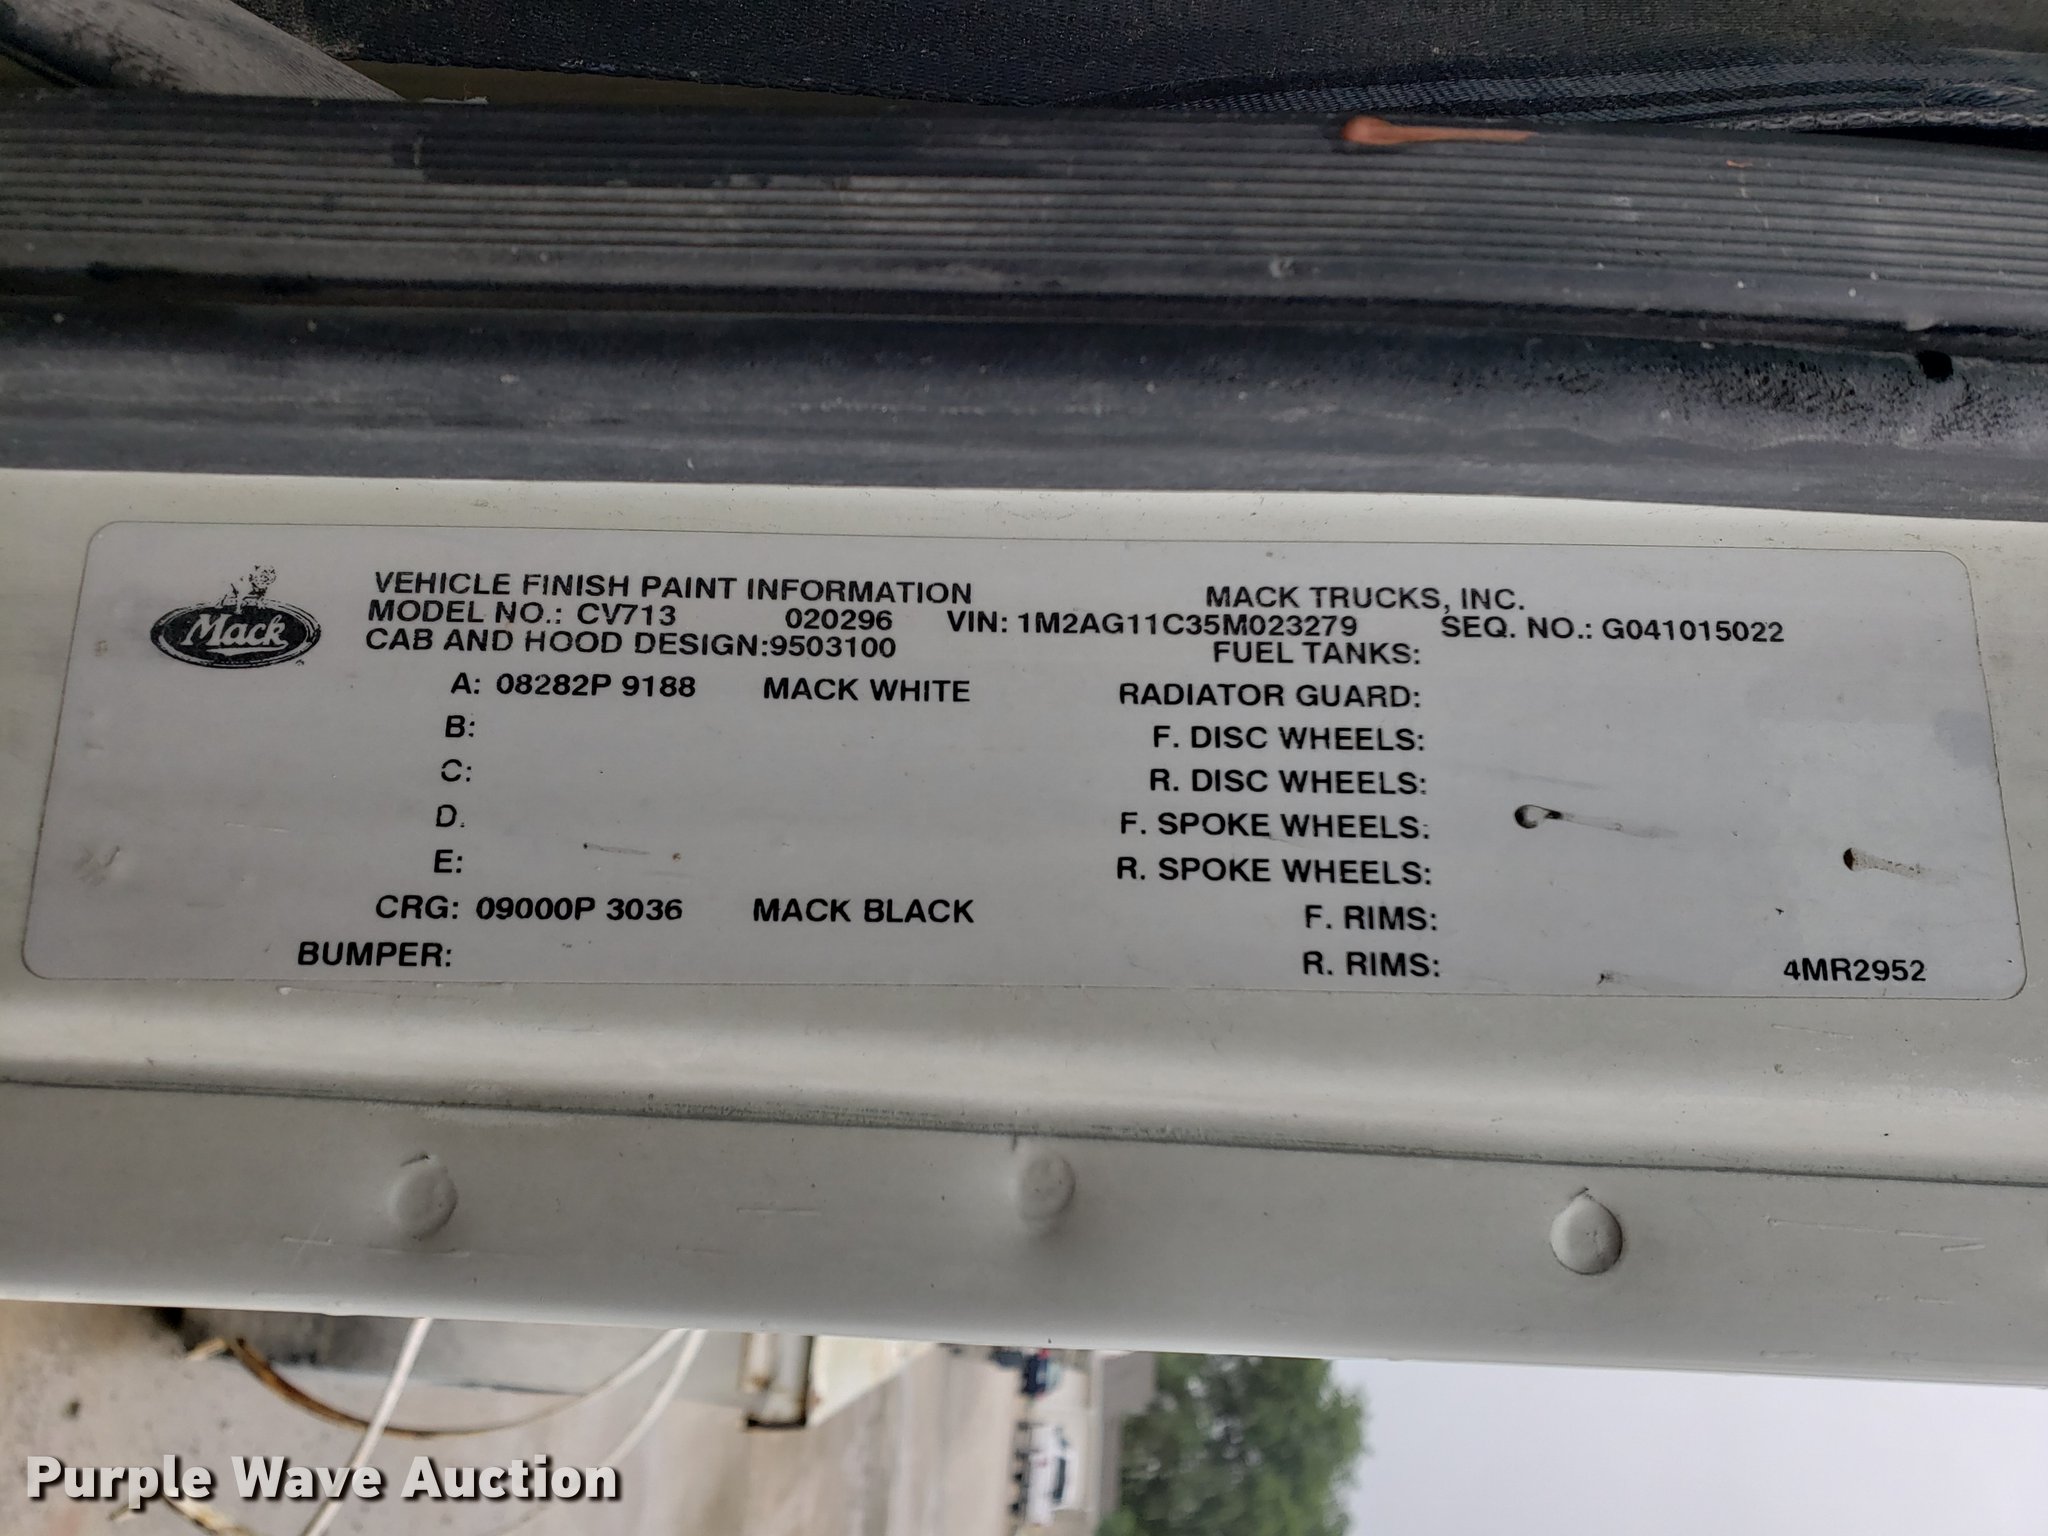 Mack
VEHICLE FINISH PAINT INFORMATION MACK TRUCKS, INC.
MODEL NO.: CV713 020296 VIN: 1M2AG11C35M023279 SEQ. NO.: G041015022
CAB AND HOOD DESIGN:9503100 FUEL TANKS:
A: 08282P 9188 MACK WHITE RADIATOR GUARD:
B: F. DISC WHEELS:
C: R. DISC WHEELS:
D. F. SPOKE WHEELS:
E: R. SPOKE WHEELS:
CRG: 09000P 3036 MACK BLACK F. RIMS:
BUMPER: R. RIMS: 4MR2952
Purple Wave Auction